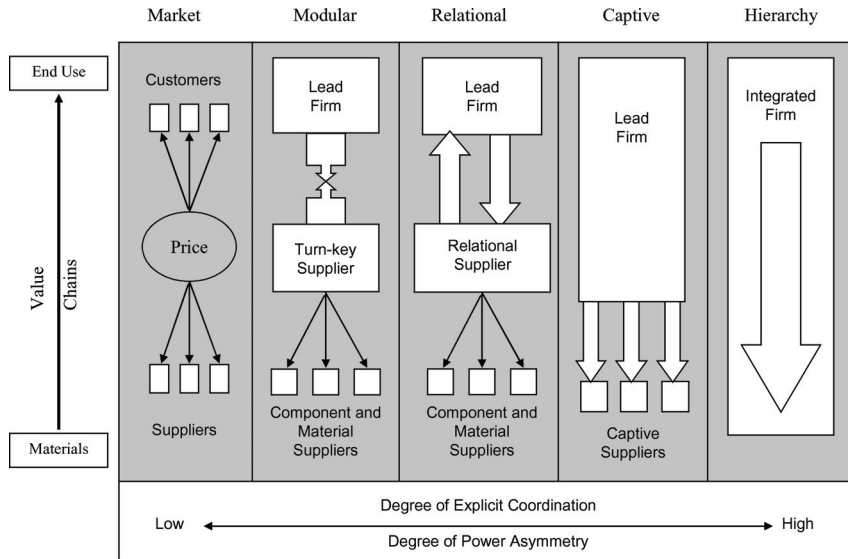 Market
Modular
Relational
Captive
Hierarchy
End Use
Value
Chains
Materials
Customers
Price
Suppliers
Lead
Firm
Turn-key
Supplier
Component and
Material
Suppliers
Lead
Firm
Relational
Supplier
Component and
Material
Suppliers
Lead
Firm
Captive
Suppliers
Integrated
Firm
Degree of Explicit Coordination
Low
High
Degree of Power Asymmetry